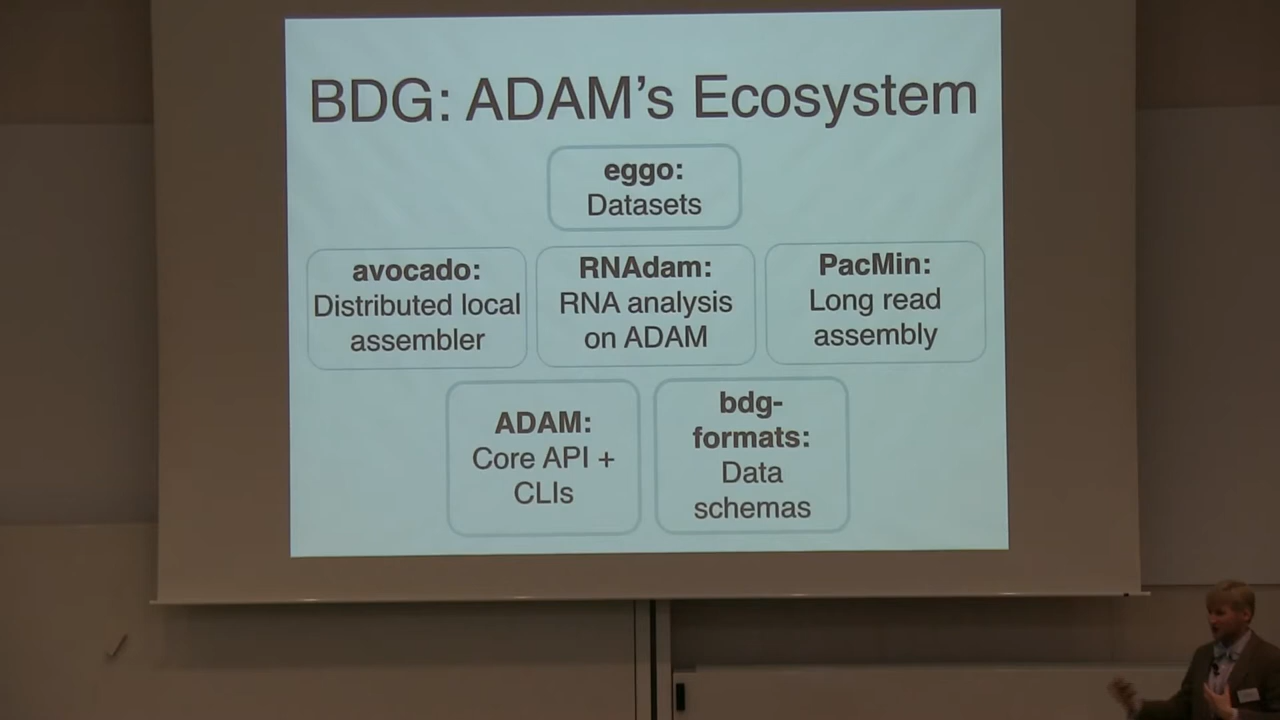 BDG: ADAM's Ecosystem
eggo:
Datasets
avocado:
Distributed local
assembler
RNAdam:
RNA analysis
on ADAM
PacMin:
Long read
assembly
ADAM:
Core API +
CLIs
bdg-
formats:
Data
schemas